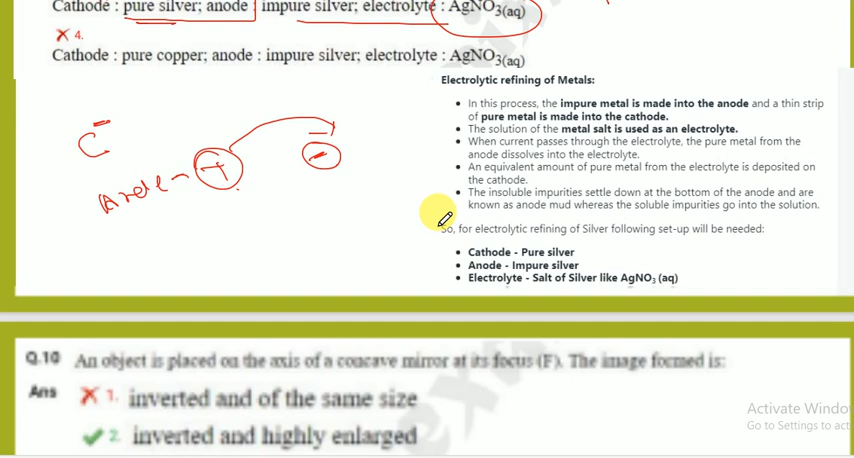 Cathode : pure silver; anode : impure silver; electrolyte : AgNO3(aq)
✗ 4.
Cathode : pure copper; anode : impure silver; electrolyte : AgNO3(aq)
Electrolytic refining of Metals:
• In this process, the impure metal is made into the anode and a thin strip
of pure metal is made into the cathode.
• The solution of the metal salt is used as an electrolyte.
• When current passes through the electrolyte, the pure metal from the
anode dissolves into the electrolyte.
• An equivalent amount of pure metal from the electrolyte is deposited on
the cathode.
• The insoluble impurities settle down at the bottom of the anode and are
known as anode mud whereas the soluble impurities go into the solution.
So, for electrolytic refining of Silver following set-up will be needed:
• Cathode - Pure silver
• Anode - Impure silver
• Electrolyte - Salt of Silver like AgNO3 (aq)
C –
Anode - +
–
Q.10 An object is placed on the axis of a concave mirror at its focus (F). The image formed is:
Ans ✗ 1. inverted and of the same size
✓ 2. inverted and highly enlarged
Activate Windo
Go to Settings to act